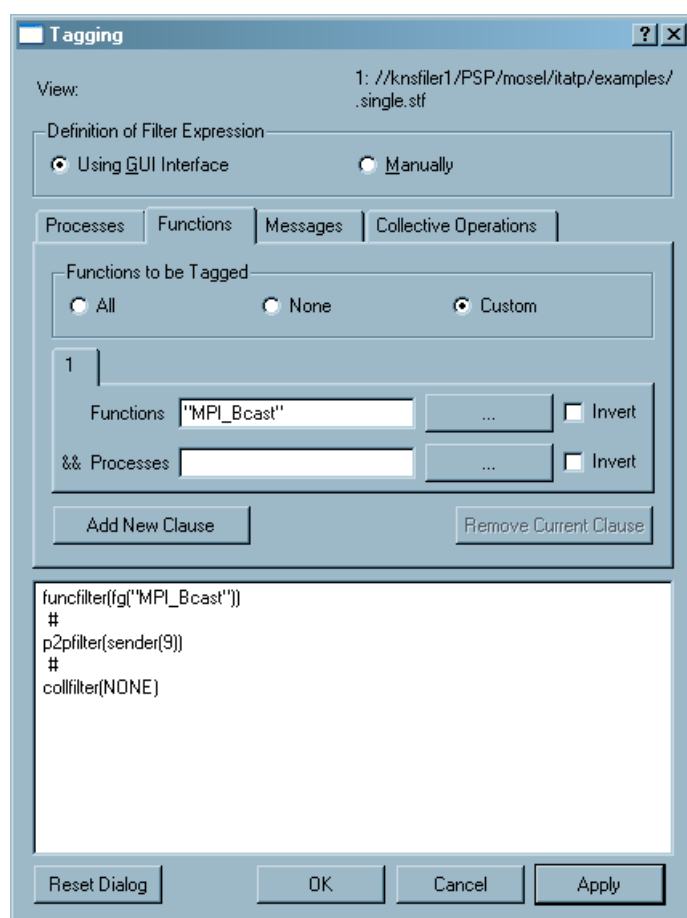 Tagging
View:
1: //knsfiler1/PSP/mosel/itatp/examples/
.single.stf
Definition of Filter Expression
Using GUI Interface
Manually
Processes
Functions
Messages
Collective Operations
Functions to be Tagged
All
None
Custom
1
Functions
"MPI_Bcast"
...
Invert
&& Processes
...
Invert
Add New Clause
Remove Current Clause
funcfilter(fg("MPI_Bcast"))
#
p2pfilter(sender(9))
#
collfilter(NONE)
Reset Dialog
OK
Cancel
Apply